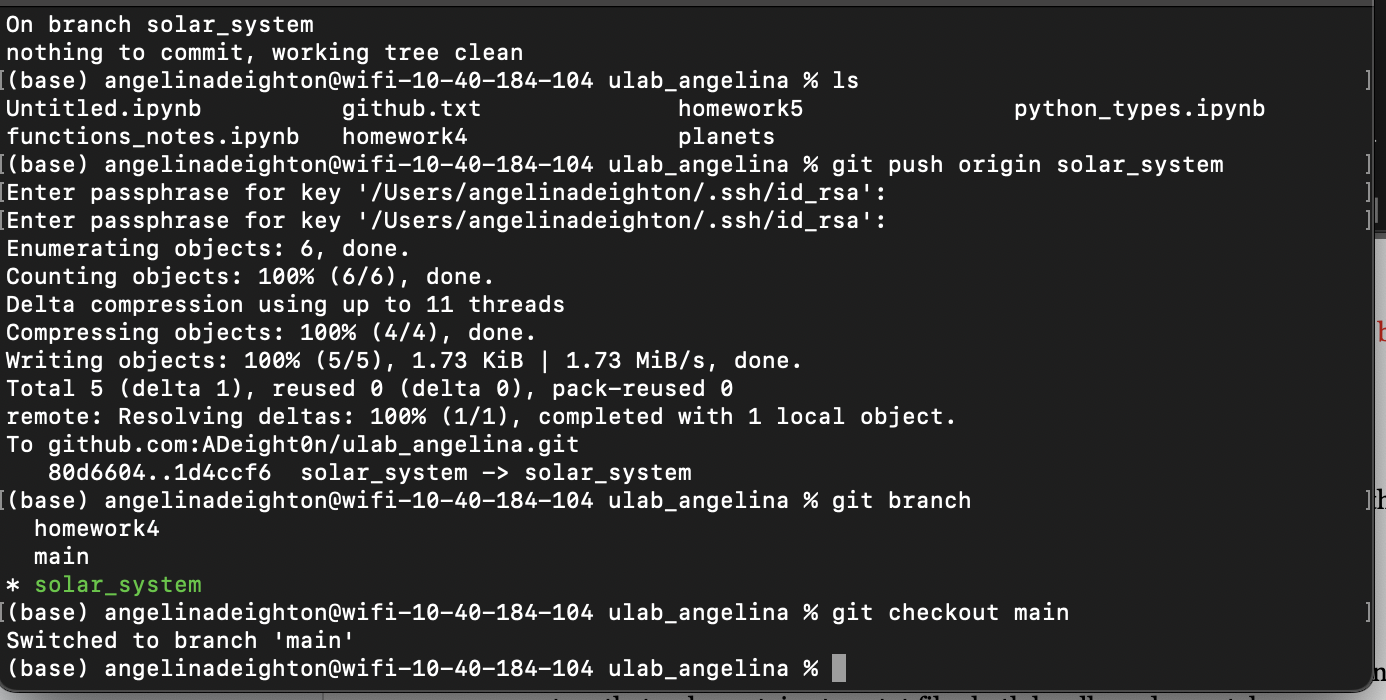 On branch solar_system
nothing to commit, working tree clean
[(base) angelinadeighton@wifi-10-40-184-104 ulab_angelina % ls ]
Untitled.ipynb github.txt homework5 python_types.ipynb
functions_notes.ipynb homework4 planets
[(base) angelinadeighton@wifi-10-40-184-104 ulab_angelina % git push origin solar_system ]
[Enter passphrase for key '/Users/angelinadeighton/.ssh/id_rsa': ]
[Enter passphrase for key '/Users/angelinadeighton/.ssh/id_rsa': ]
Enumerating objects: 6, done.
Counting objects: 100% (6/6), done.
Delta compression using up to 11 threads
Compressing objects: 100% (4/4), done.
Writing objects: 100% (5/5), 1.73 KiB | 1.73 MiB/s, done.
Total 5 (delta 1), reused 0 (delta 0), pack-reused 0
remote: Resolving deltas: 100% (1/1), completed with 1 local object.
To github.com:ADeight0n/ulab_angelina.git
80d6604..1d4ccf6 solar_system -> solar_system
[(base) angelinadeighton@wifi-10-40-184-104 ulab_angelina % git branch ]
homework4
main
* solar_system
[(base) angelinadeighton@wifi-10-40-184-104 ulab_angelina % git checkout main ]
Switched to branch 'main'
(base) angelinadeighton@wifi-10-40-184-104 ulab_angelina %